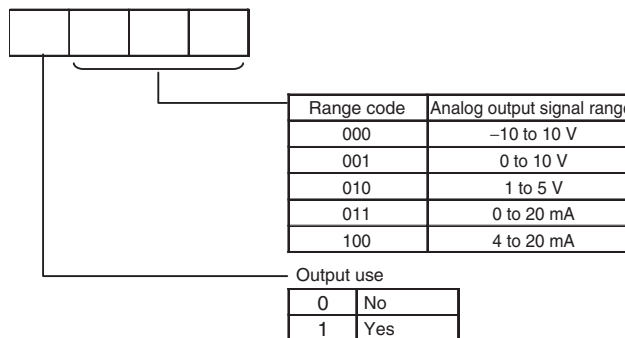 Range code Analog output signal range
000 −10 to 10 V
001 0 to 10 V
010 1 to 5 V
011 0 to 20 mA
100 4 to 20 mA
Output use
0 No
1 Yes